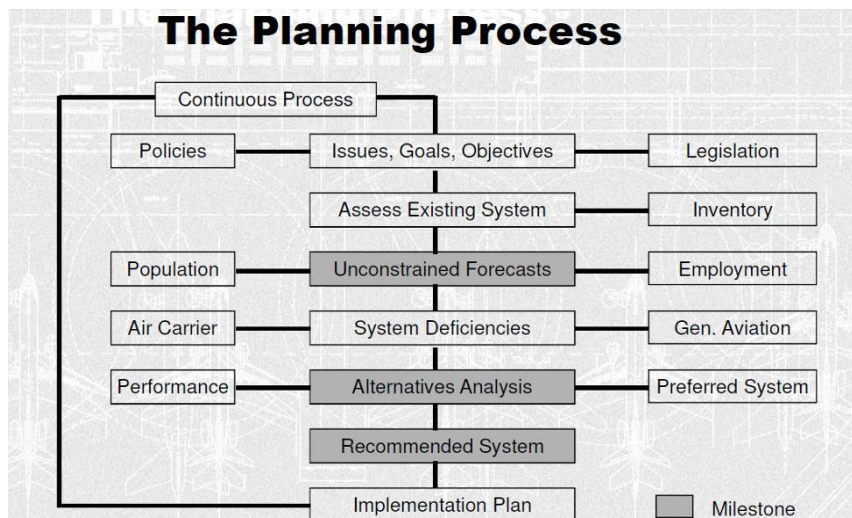 The Planning Process
Continuous Process
Policies
Issues, Goals, Objectives
Legislation
Assess Existing System
Inventory
Population
Unconstrained Forecasts
Employment
Air Carrier
System Deficiencies
Gen. Aviation
Performance
Alternatives Analysis
Preferred System
Recommended System
Implementation Plan
Milestone